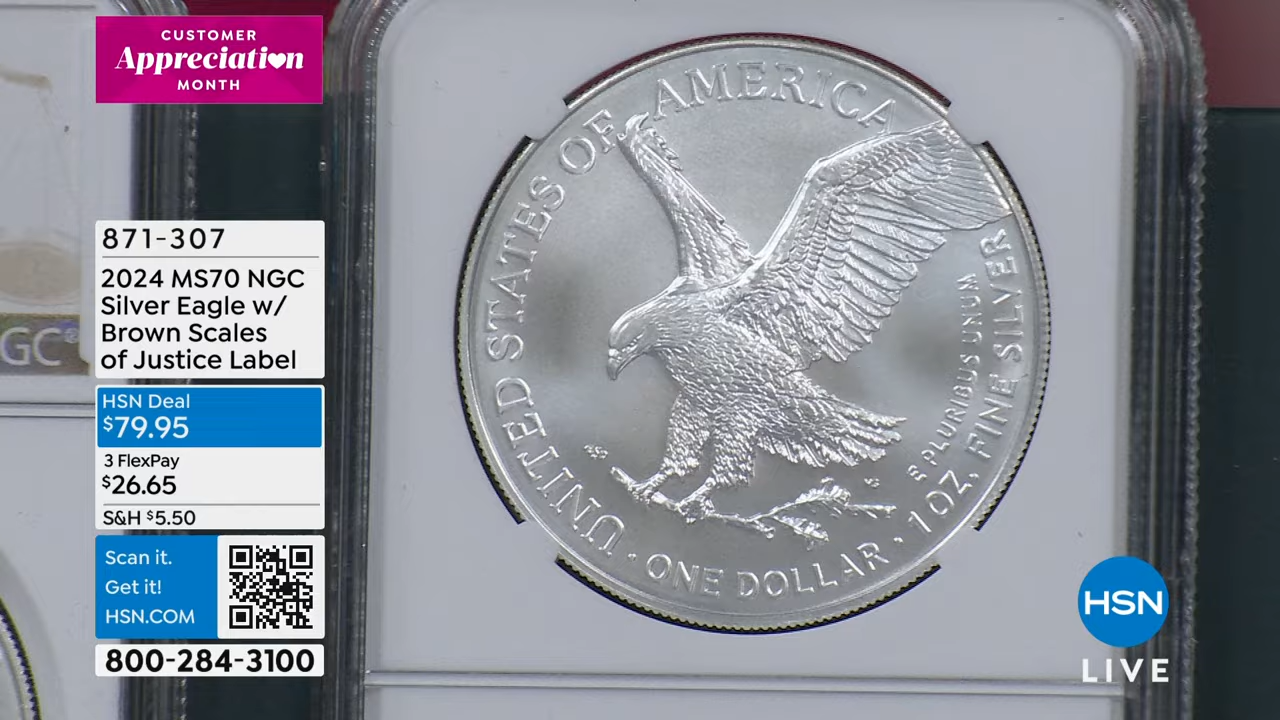 CUSTOMER
Appreciation
MONTH
871-307
2024 MS70 NGC
Silver Eagle w/
Brown Scales
of Justice Label
HSN Deal
$79.95
3 FlexPay
$26.65
S&H $5.50
Scan it.
Get it!
HSN.COM
800-284-3100
GC
UNITED STATES OF AMERICA
E PLURIBUS UNUM
· ONE DOLLAR · 1 OZ. FINE SILVER
HSN
LIVE